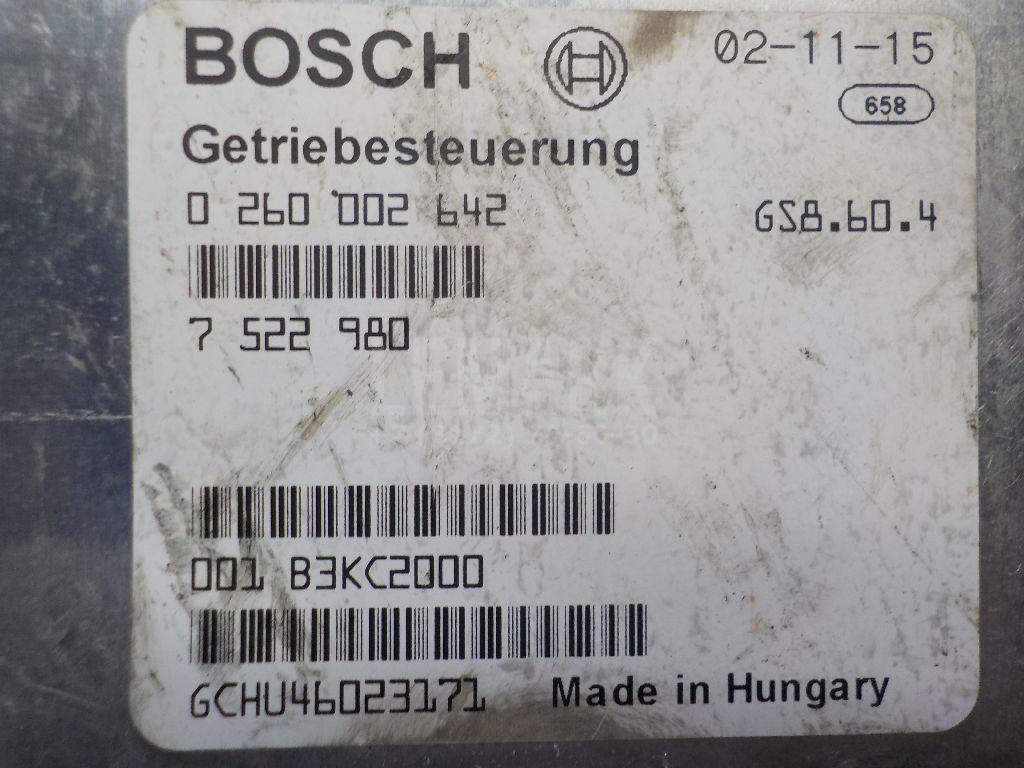 BOSCH 02-11-15
658
Getriebesteuerung
0 260 002 642 GS8.60.4
7 522 980
001 B3KC2000
GCHU46023171 Made in Hungary